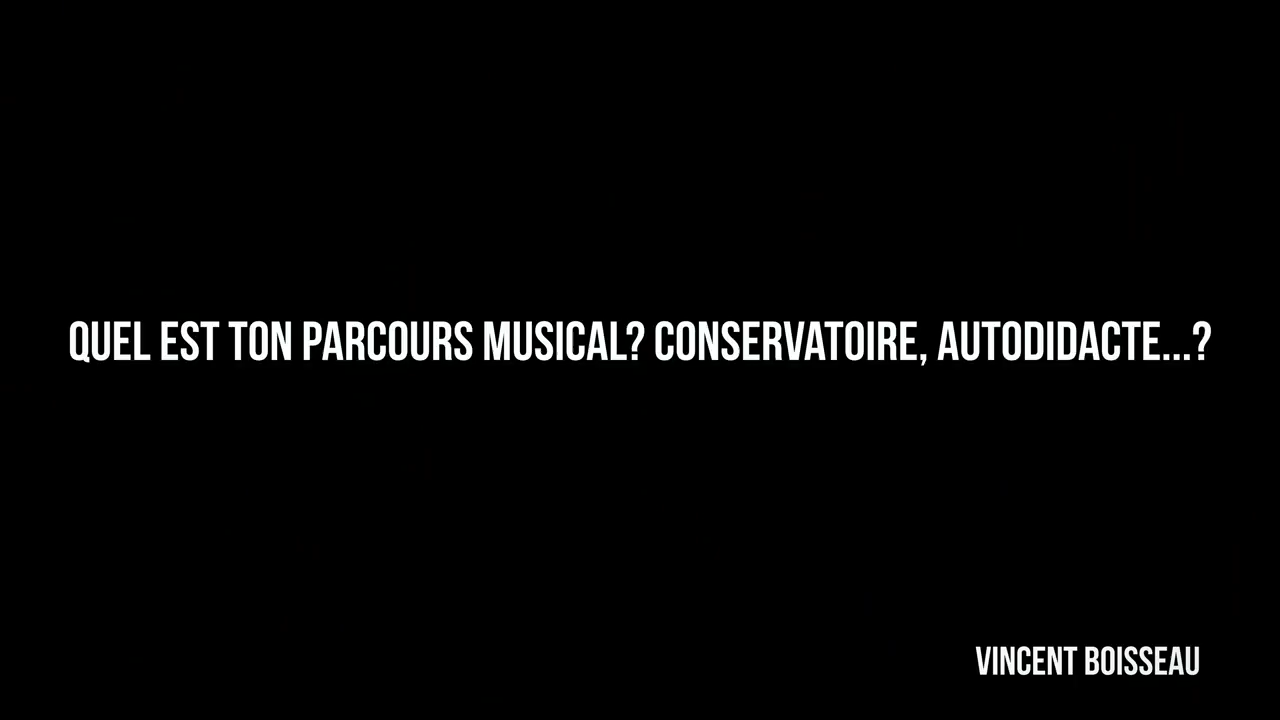 QUEL EST TON PARCOURS MUSICAL? CONSERVATOIRE, AUTODIDACTE...?
VINCENT BOISSEAU